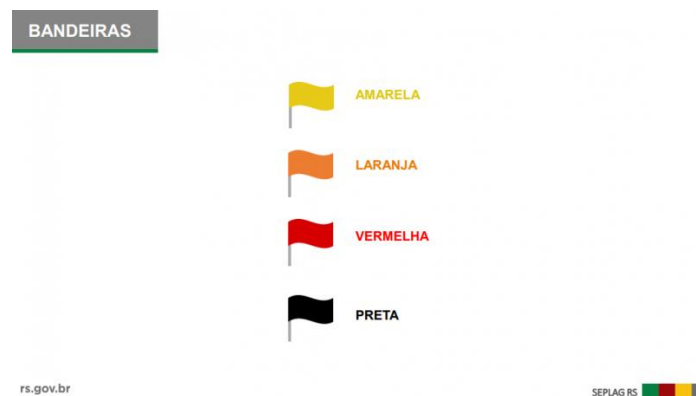 BANDEIRAS
AMARELA
LARANJA
VERMELHA
PRETA
rs.gov.br
SEPLAG RS